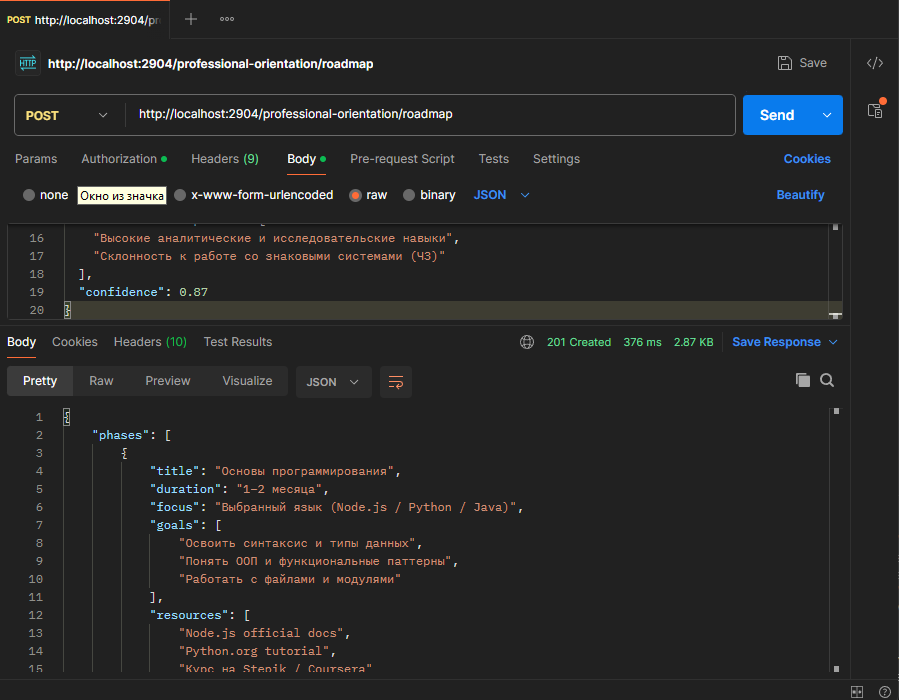 POST http://localhost:2904/pr
HTTP http://localhost:2904/professional-orientation/roadmap Save
POST http://localhost:2904/professional-orientation/roadmap Send
Params Authorization Headers (9) Body Pre-request Script Tests Settings Cookies
none Окно из значка x-www-form-urlencoded raw binary JSON Beautify
16 "Высокие аналитические и исследовательские навыки",
17 "Склонность к работе со знаковыми системами (ЧЗ)"
18 ],
19 "confidence": 0.87
20 }
Body Cookies Headers (10) Test Results 201 Created 376 ms 2.87 KB Save Response
Pretty Raw Preview Visualize JSON
1 {
2 "phases": [
3 {
4 "title": "Основы программирования",
5 "duration": "1–2 месяца",
6 "focus": "Выбранный язык (Node.js / Python / Java)",
7 "goals": [
8 "Освоить синтаксис и типы данных",
9 "Понять ООП и функциональные паттерны",
10 "Работать с файлами и модулями"
11 ],
12 "resources": [
13 "Node.js official docs",
14 "Python.org tutorial",
15 "Курс на Stepik / Coursera"